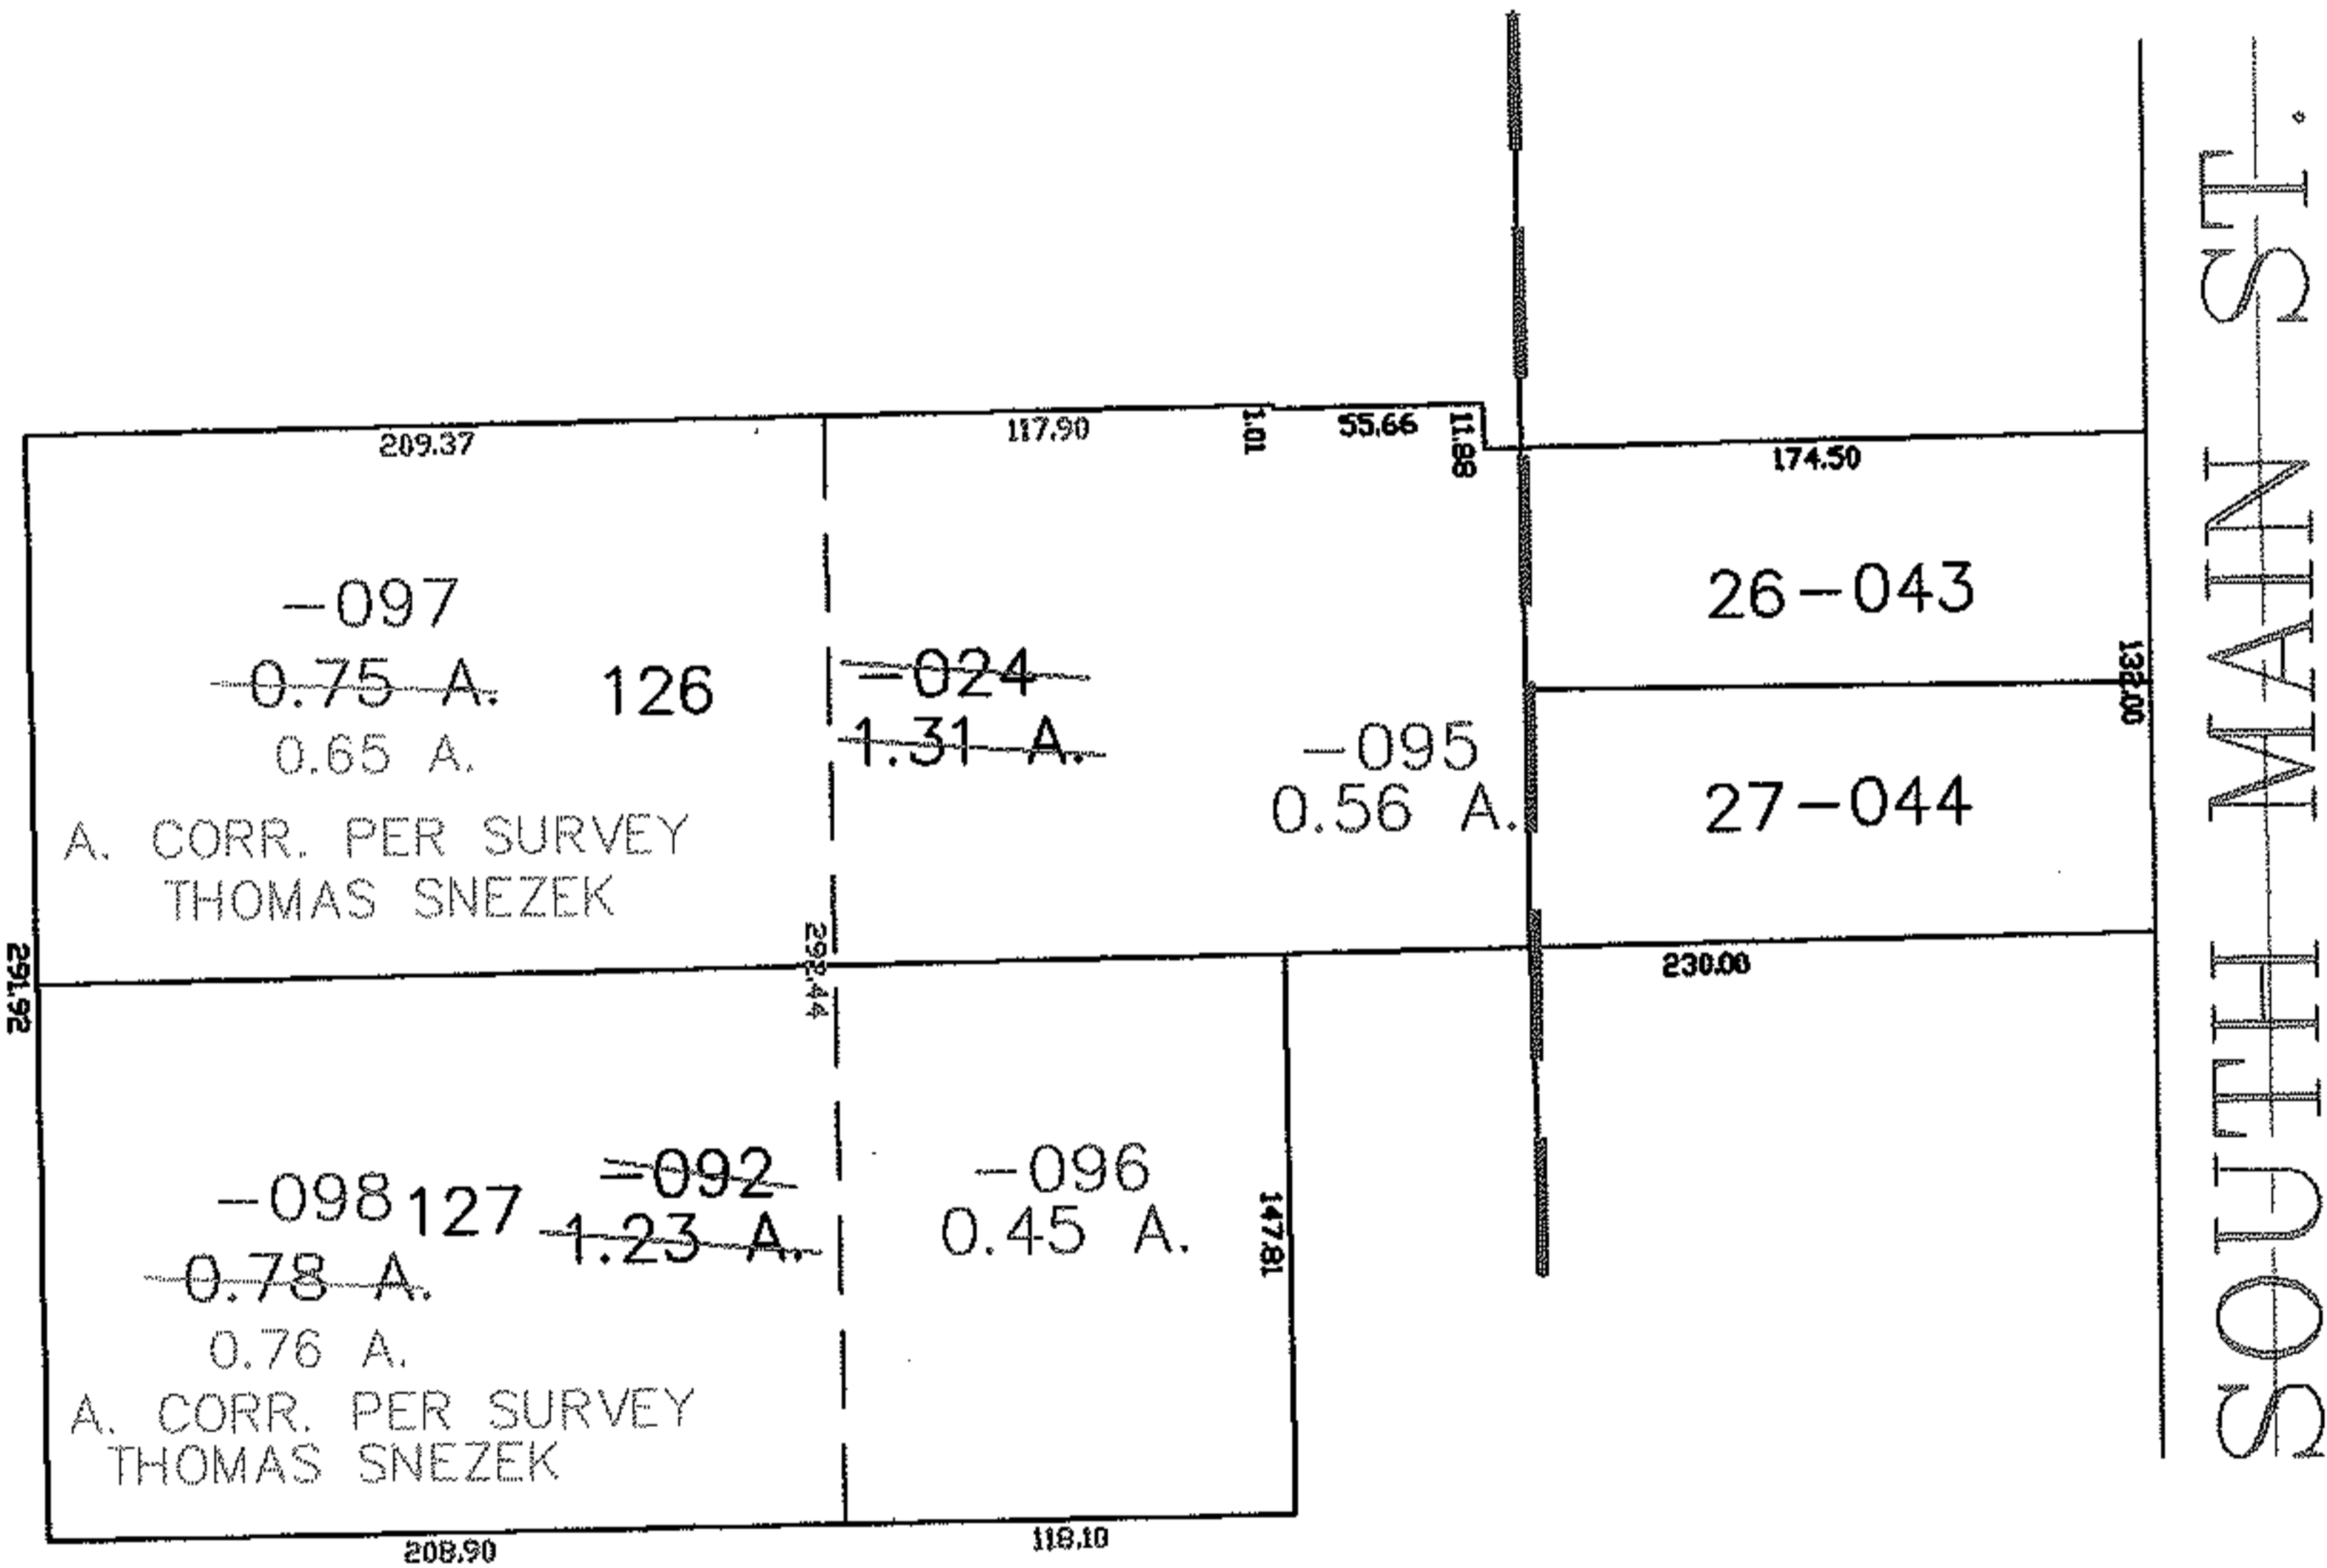 209.37
117.90
1.01
55.66
11.88
174.50
-097
0.75 A.
0.65 A.
A. CORR. PER SURVEY
THOMAS SNEZEK
126
-024
1.31 A.
-095
0.56 A.
26-043
27-044
132.00
230.00
291.92
292.44
-098
127
-092
1.23 A.
0.78 A.
0.76 A.
A. CORR. PER SURVEY
THOMAS SNEZEK
-096
0.45 A.
147.81
208.90
118.10
SOUTH MAIN ST.